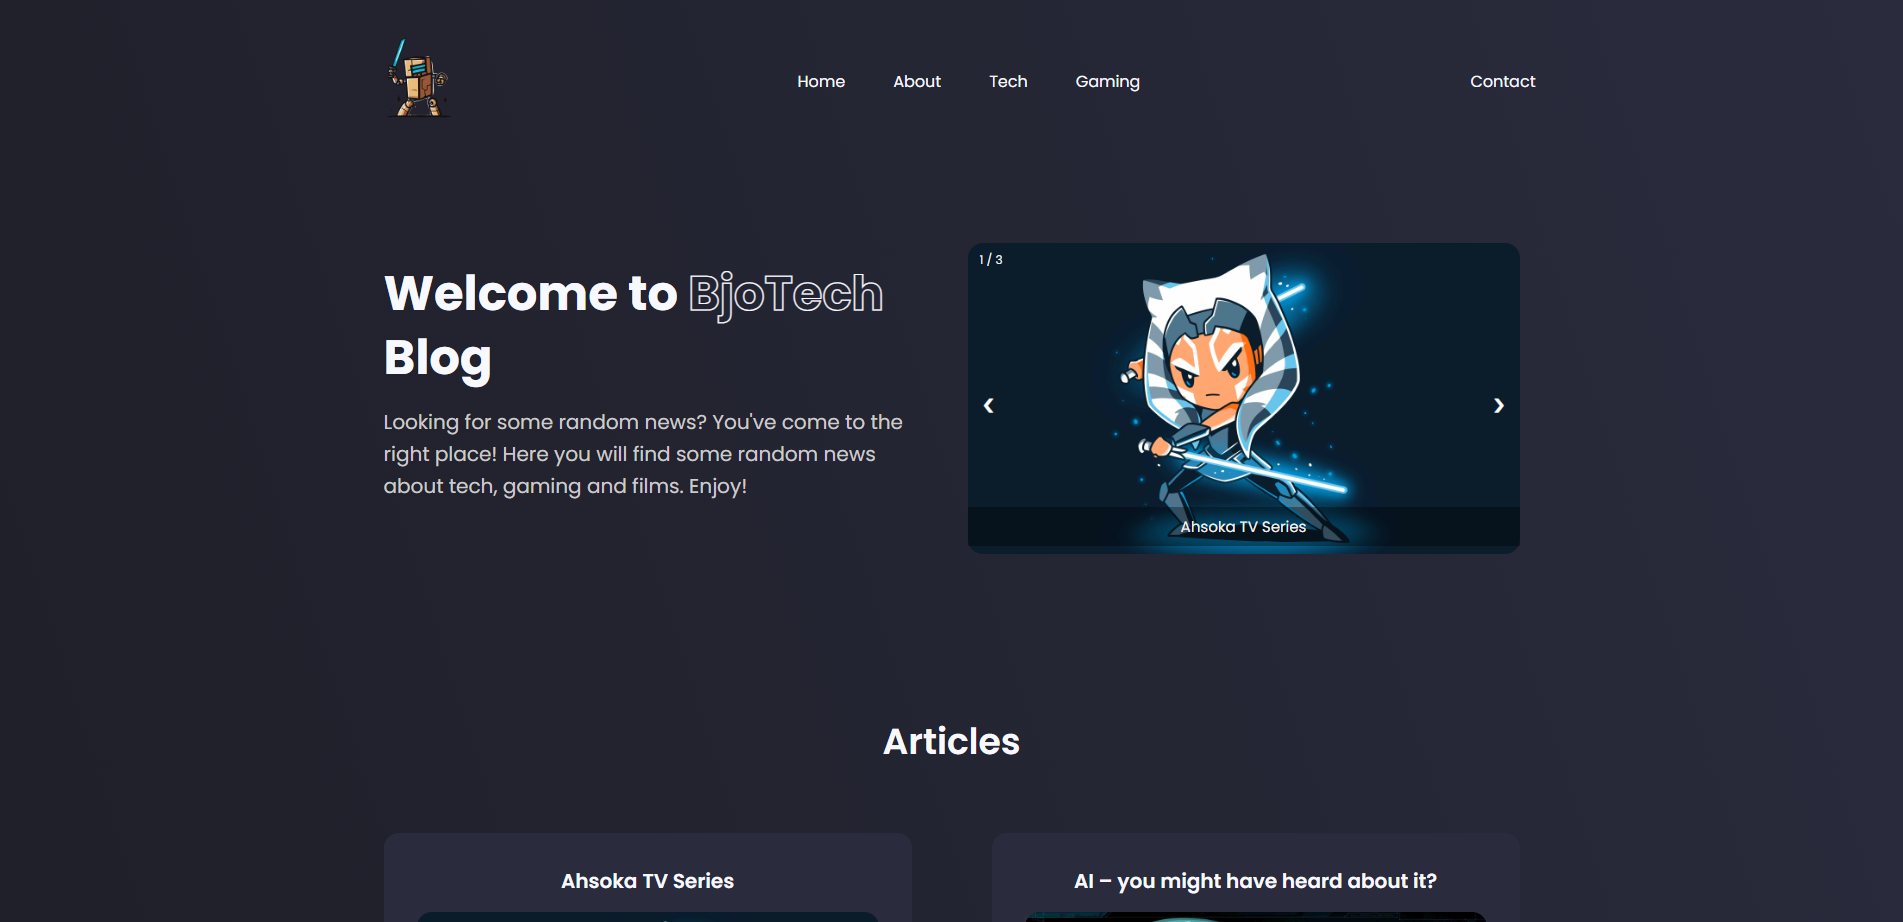 Home About Tech Gaming Contact
Welcome to BjoTech
Blog
Looking for some random news? You've come to the
right place! Here you will find some random news
about tech, gaming and films. Enjoy!
1 / 3
❮ ❯
Ahsoka TV Series
Articles
Ahsoka TV Series
AI – you might have heard about it?